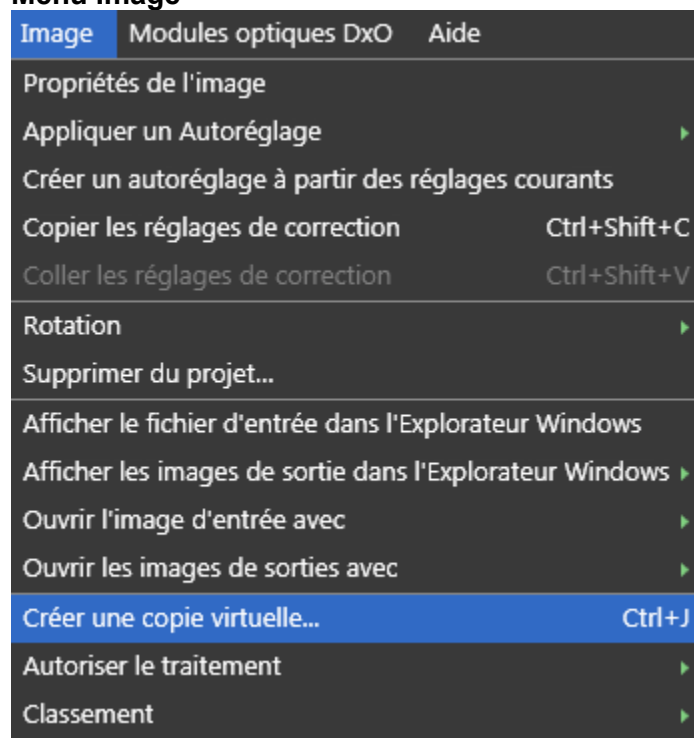 Menu Image
Image Modules optiques DxO Aide
Propriétés de l'image
Appliquer un Autoréglage
Créer un autoréglage à partir des réglages courants
Copier les réglages de correction Ctrl+Shift+C
Coller les réglages de correction Ctrl+Shift+V
Rotation
Supprimer du projet...
Afficher le fichier d'entrée dans l'Explorateur Windows
Afficher les images de sortie dans l'Explorateur Windows
Ouvrir l'image d'entrée avec
Ouvrir les images de sorties avec
Créer une copie virtuelle... Ctrl+J
Autoriser le traitement
Classement